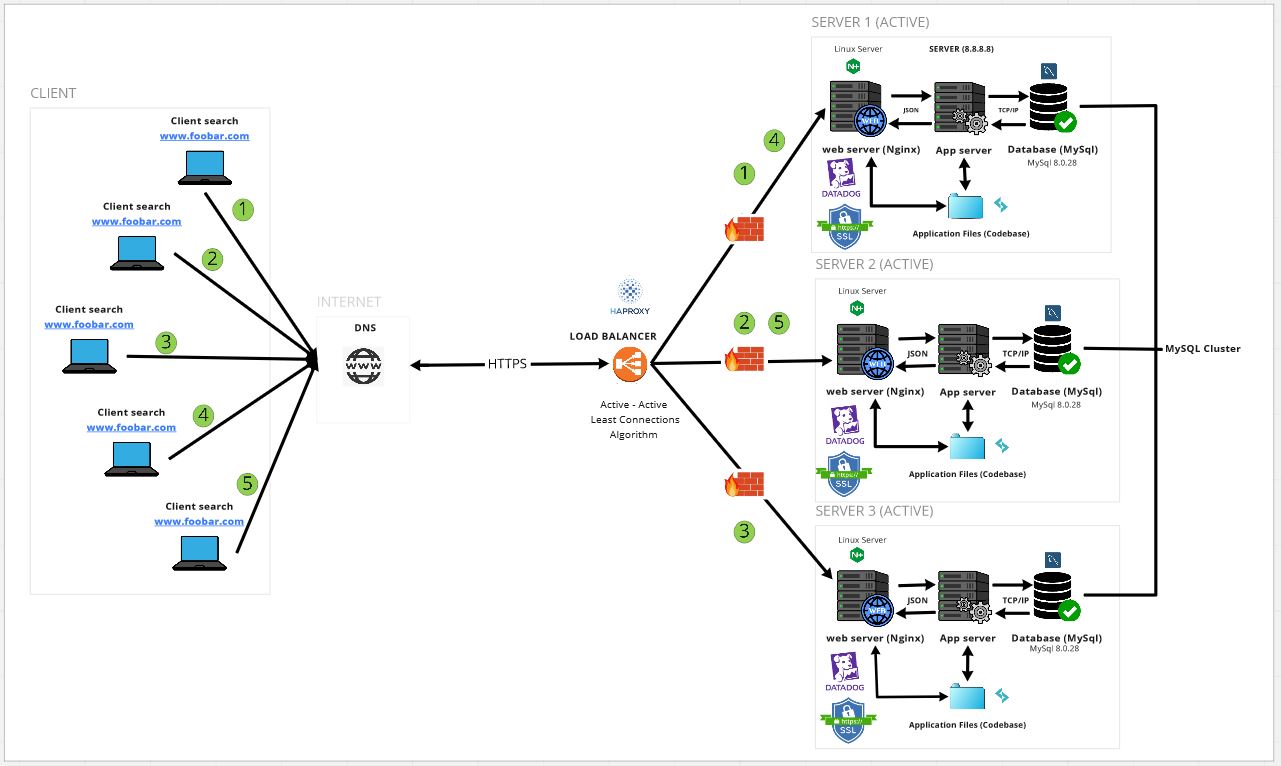 CLIENT
Client search
www.foobar.com
1
Client search
www.foobar.com
2
Client search
www.foobar.com
3
Client search
www.foobar.com
4
Client search
www.foobar.com
5
INTERNET
DNS
WWW
HTTPS
HAPROXY
LOAD BALANCER
Active - Active
Least Connections
Algorithm
4
1
2
5
3
SERVER 1 (ACTIVE)
Linux Server
SERVER (8.8.8.8)
N+
WEB
JSON
TCP/IP
web server (Nginx)
App server
Database (MySql)
MySql 8.0.28
DATADOG
https://
SSL
Application Files (Codebase)
SERVER 2 (ACTIVE)
Linux Server
N+
WEB
JSON
TCP/IP
web server (Nginx)
App server
Database (MySql)
MySql 8.0.28
DATADOG
https://
SSL
Application Files (Codebase)
SERVER 3 (ACTIVE)
Linux Server
N+
WEB
JSON
TCP/IP
web server (Nginx)
App server
Database (MySql)
MySql 8.0.28
DATADOG
https://
SSL
Application Files (Codebase)
MySQL Cluster